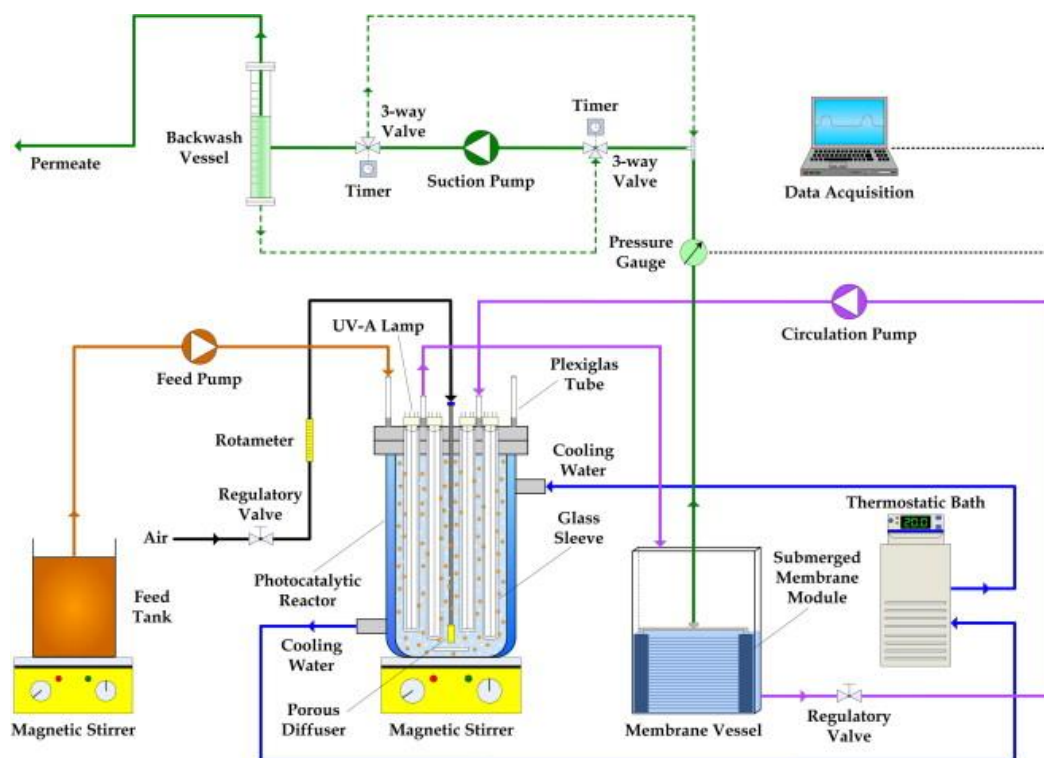 3-way
Valve
Timer
Backwash
Vessel
Permeate
Timer
Suction Pump
3-way
Valve
Data Acquisition
Pressure
Gauge
UV-A Lamp
Circulation Pump
Feed Pump
Plexiglas
Tube
Rotameter
Cooling
Water
Regulatory
Valve
Thermostatic Bath
20.0
Air
Glass
Sleeve
Submerged
Membrane
Module
Photocatalytic
Reactor
Feed
Tank
Cooling
Water
Porous
Diffuser
Magnetic Stirrer
Magnetic Stirrer
Membrane Vessel
Regulatory
Valve